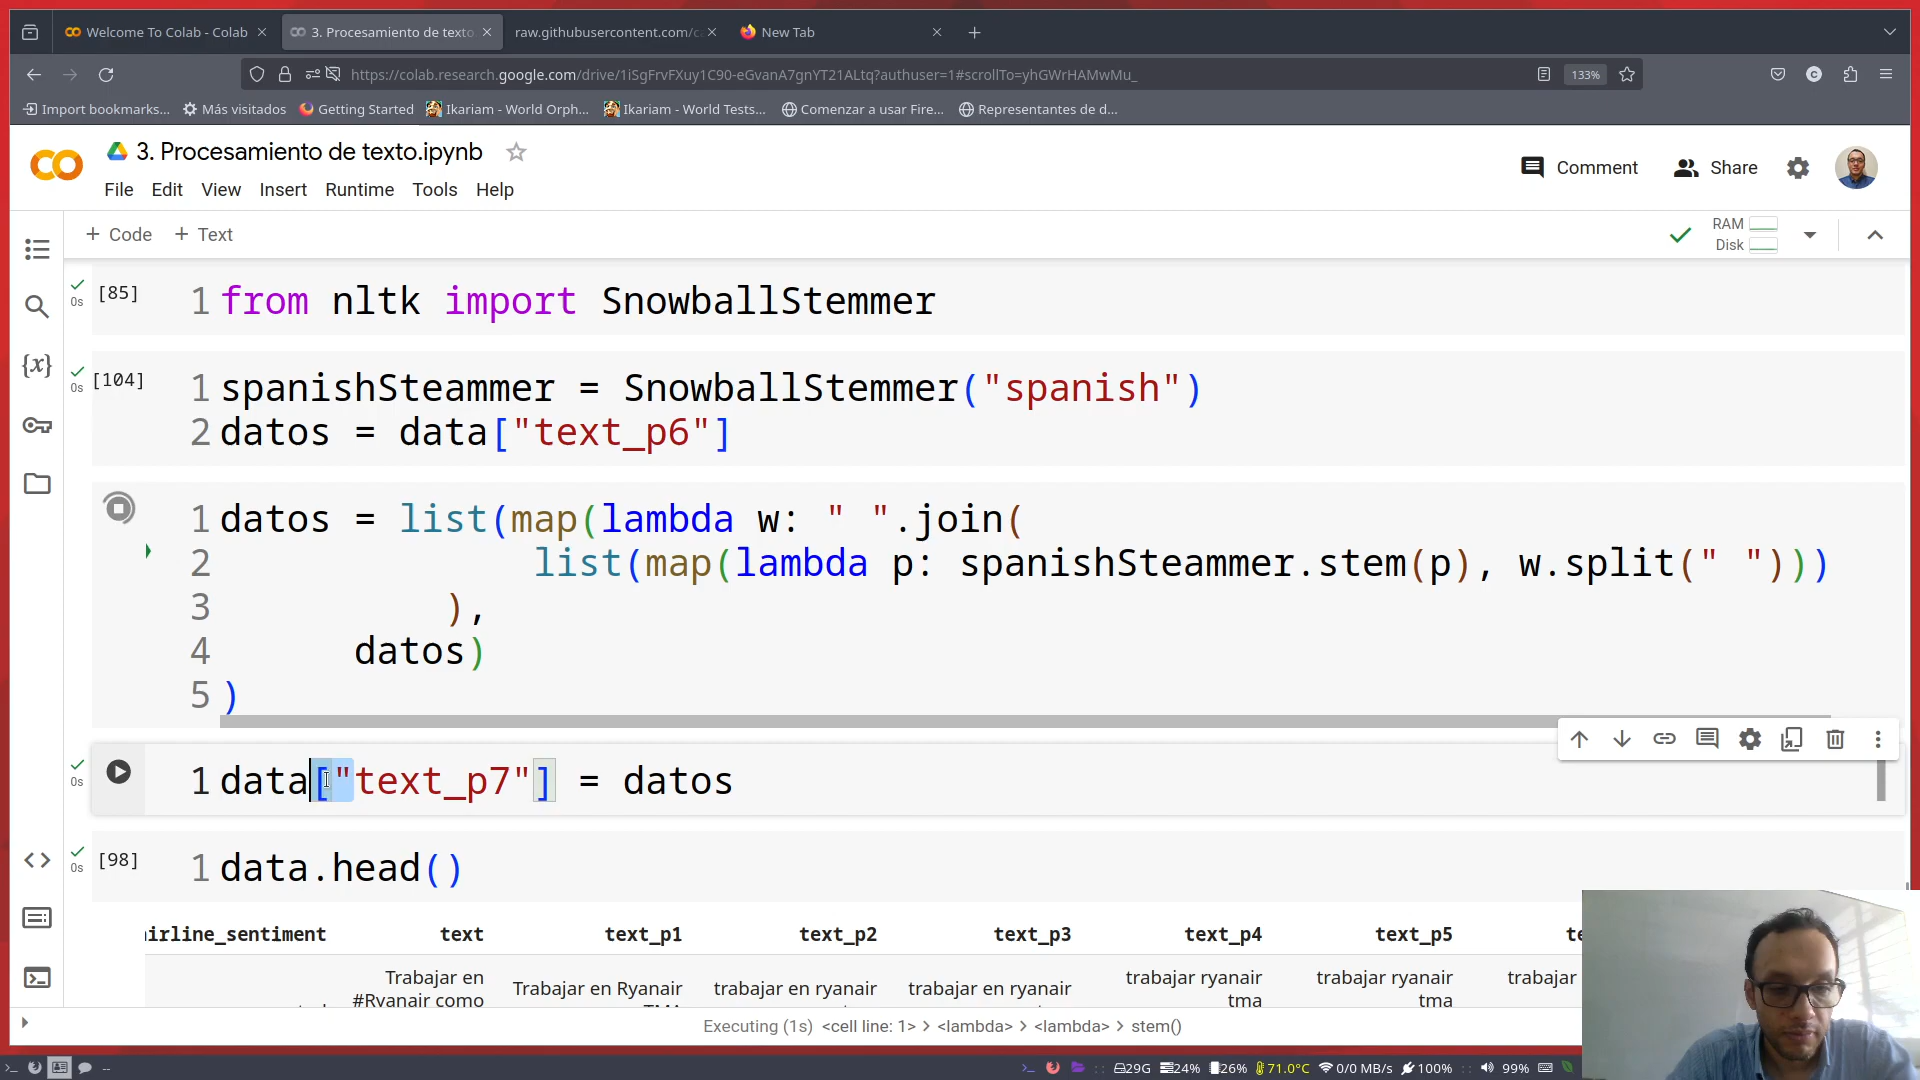 Welcome To Colab - Colab
3. Procesamiento de texto
raw.githubusercontent.com/c
New Tab
https://colab.research.google.com/drive/1iSgFrvFXuy1C90-eGvanA7gnYT21ALtq?authuser=1#scrollTo=yhGWrHAMwMu_
133%
Import bookmarks...
Más visitados
Getting Started
Ikariam - World Orph...
Ikariam - World Tests...
Comenzar a usar Fire...
Representantes de d...
3. Procesamiento de texto.ipynb
File Edit View Insert Runtime Tools Help
Comment
Share
+ Code + Text
RAM
Disk
0s [85] 1 from nltk import SnowballStemmer
0s [104] 1 spanishSteammer = SnowballStemmer("spanish")
2 datos = data["text_p6"]
1 datos = list(map(lambda w: " ".join(
2 list(map(lambda p: spanishSteammer.stem(p), w.split(" ")))
3 ),
4 datos)
5 )
0s 1 data["text_p7"] = datos
0s [98] 1 data.head()
airline_sentiment text text_p1 text_p2 text_p3 text_p4 text_p5
Trabajar en
#Ryanair como
Trabajar en Ryanair
trabajar en ryanair
trabajar en ryanair
trabajar ryanair
tma
trabajar ryanair
tma
trabajar
Executing (1s) <cell line: 1> > <lambda> > <lambda> > stem()
29G 24% 26% 71.0°C 0/0 MB/s 100% 99%